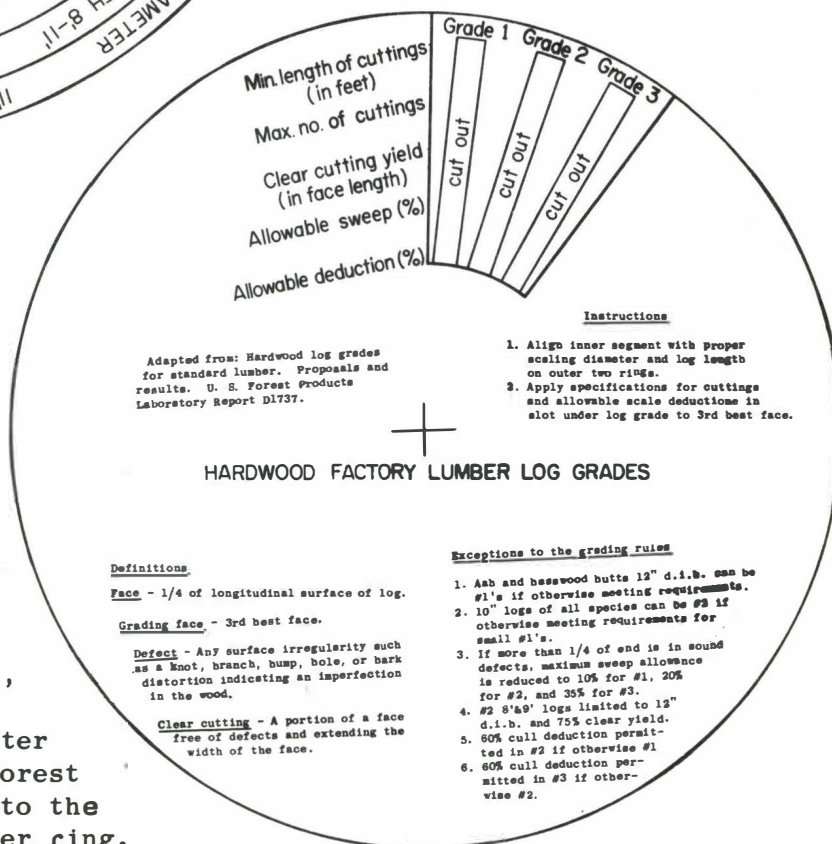 11'-8 H
AMETER
Grade 1 Grade 2 Grade 3
cut out
cut out
cut out
Min. length of cuttings
(in feet)
Max. no. of cuttings
Clear cutting yield
(in face length)
Allowable sweep (%)
Allowable deduction (%)
Adapted from: Hardwood log grades
for standard lumber. Proposals and
results. U. S. Forest Products
Laboratory Report D1737.
Instructions
1. Align inner segment with proper
scaling diameter and log length
on outer two rings.
2. Apply specifications for cuttings
and allowable scale deductions in
slot under log grade to 3rd best face.
HARDWOOD FACTORY LUMBER LOG GRADES
Definitions
Face - 1/4 of longitudinal surface of log.
Grading face - 3rd best face.
Defect - Any surface irregularity such
as a knot, branch, bump, hole, or bark
distortion indicating an imperfection
in the wood.
Clear cutting - A portion of a face
free of defects and extending the
width of the face.
Exceptions to the grading rules
1. Ash and basswood butts 12" d.i.b. can be
#1's if otherwise meeting requirements.
2. 10" logs of all species can be #2 if
otherwise meeting requirements for
small #1's.
3. If more than 1/4 of end is in sound
defects, maximum sweep allowance
is reduced to 10% for #1, 20%
for #2, and 35% for #3.
4. #2 8'&9' logs limited to 12"
d.i.b. and 75% clear yield.
5. 60% cull deduction permit-
ted in #2 if otherwise #1
6. 60% cull deduction per-
mitted in #3 if other-
wise #2.
,
ter
orest
to the
er ring.